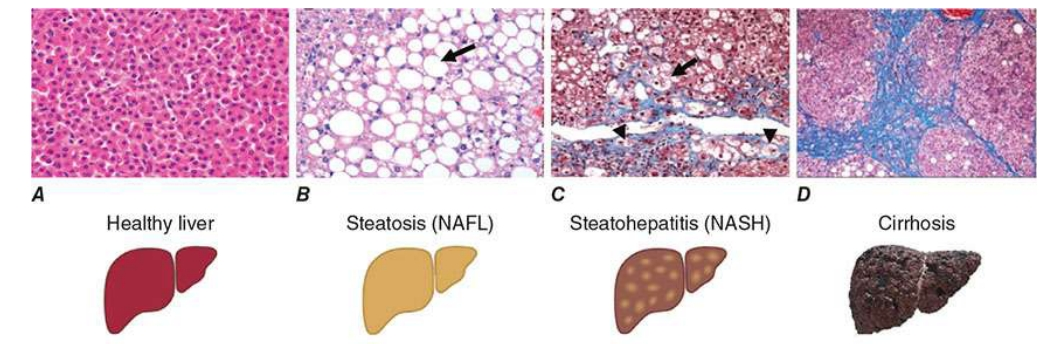 A
B
C
D
Healthy liver
Steatosis (NAFL)
Steatohepatitis (NASH)
Cirrhosis